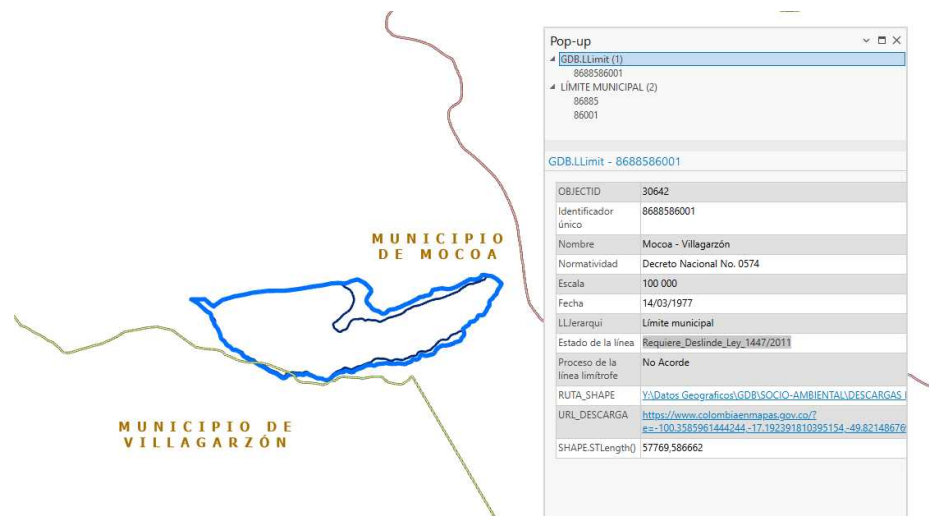 MUNICIPIO
DE MOCOA
MUNICIPIO DE
VILLAGARZÓN
Pop-up
GDB.LLimit (1)
8688586001
LÍMITE MUNICIPAL (2)
86885
86001
GDB.LLimit - 8688586001
OBJECTID 30642
Identificador único 8688586001
Nombre Mocoa - Villagarzón
Normatividad Decreto Nacional No. 0574
Escala 100 000
Fecha 14/03/1977
LLJerarqui Límite municipal
Estado de la línea Requiere_Deslinde_Ley_1447/2011
Proceso de la línea limítrofe No Acorde
RUTA_SHAPE Y:\Datos Geograficos\GDB\SOCIO-AMBIENTAL\DESCARGAS
URL_DESCARGA https://www.colombiaenmapas.gov.co/?
e=-100.3585961444244,-17.192391810395154,-49.8214867
SHAPE.STLength() 57769,586662